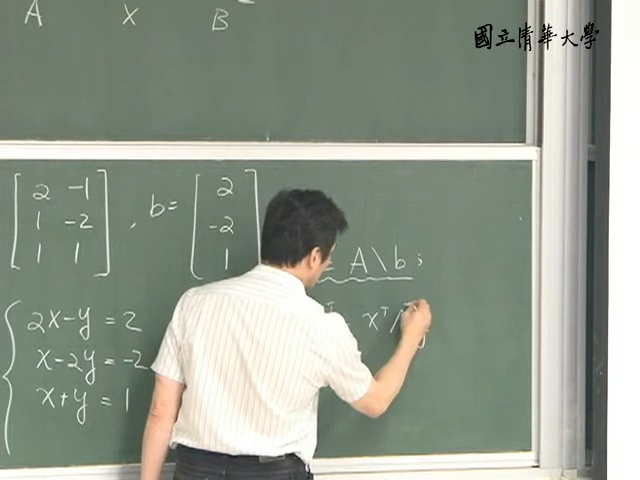 A X B
國立清華大學
[2 -1; 1 -2; 1 1], b = [2; -2; 1]
= A \ b ;
2x-y = 2
x-2y = -2
x+y = 1
x^T /